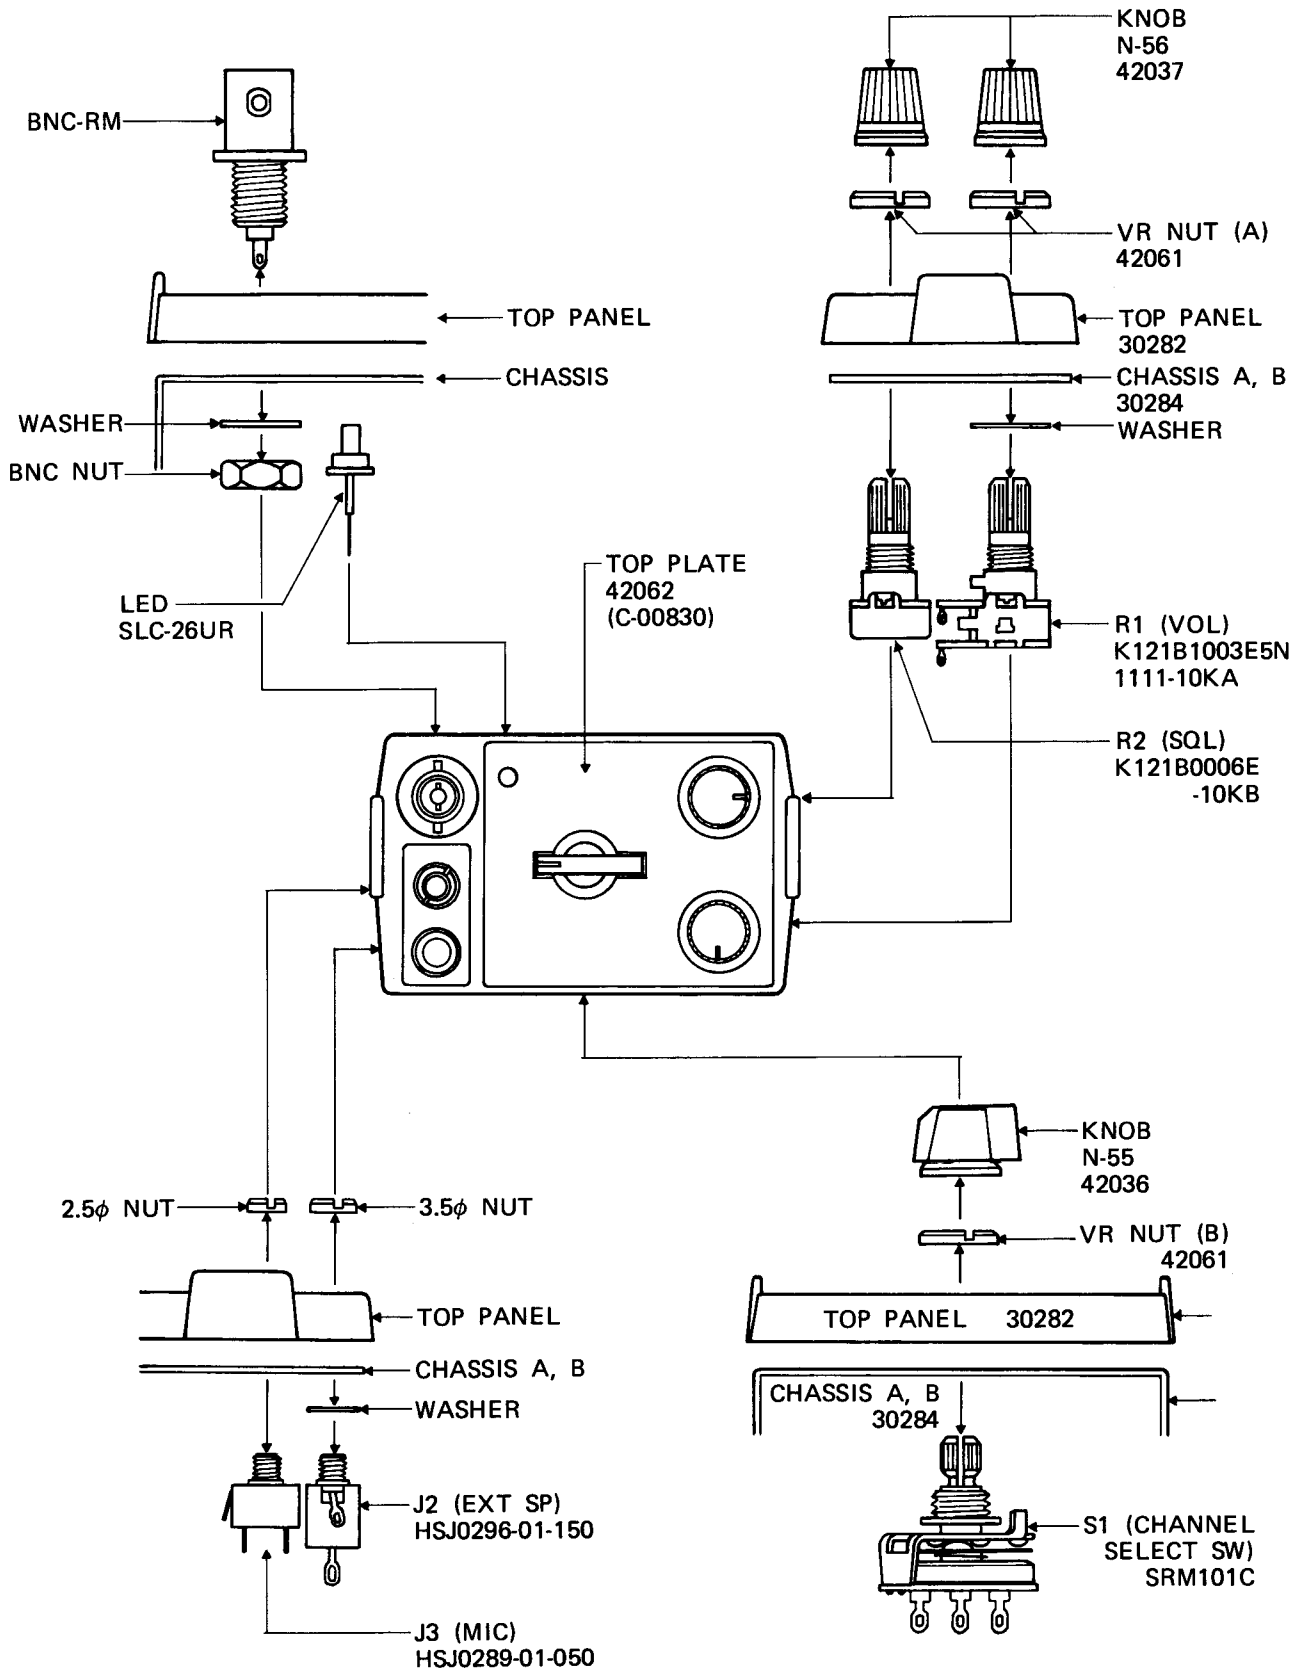 KNOB
N-56
42037
BNC-RM
VR NUT (A)
42061
TOP PANEL
TOP PANEL
30282
CHASSIS
CHASSIS A, B
30284
WASHER
WASHER
BNC NUT
TOP PLATE
42062
(C-00830)
LED
SLC-26UR
R1 (VOL)
K121B1003E5N
1111-10KA
R2 (SQL)
K121B0006E
-10KB
KNOB
N-55
42036
2.5φ NUT
3.5φ NUT
VR NUT (B)
42061
TOP PANEL
TOP PANEL 30282
CHASSIS A, B
CHASSIS A, B
30284
WASHER
J2 (EXT SP)
HSJ0296-01-150
S1 (CHANNEL
SELECT SW)
SRM101C
J3 (MIC)
HSJ0289-01-050